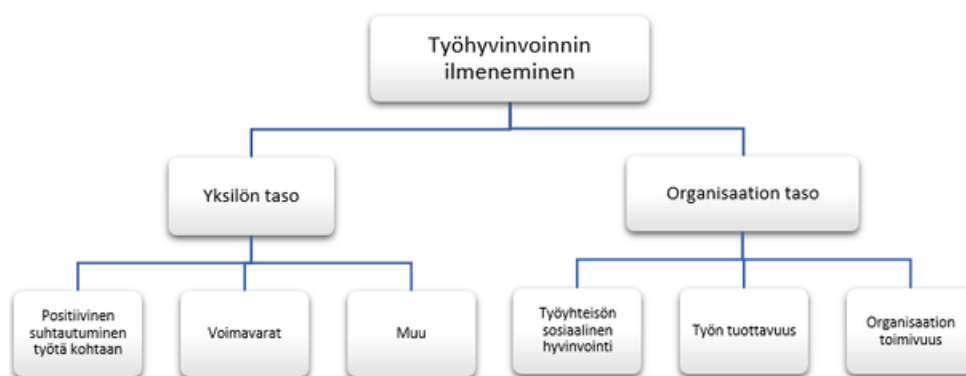 Työhyvinvoinnin
ilmeneminen
Yksilön taso
Organisaation taso
Positiivinen
suhtautuminen
työtä kohtaan
Voimavarat
Muu
Työyhteisön
sosiaalinen
hyvinvointi
Työn tuottavuus
Organisaation
toimivuus